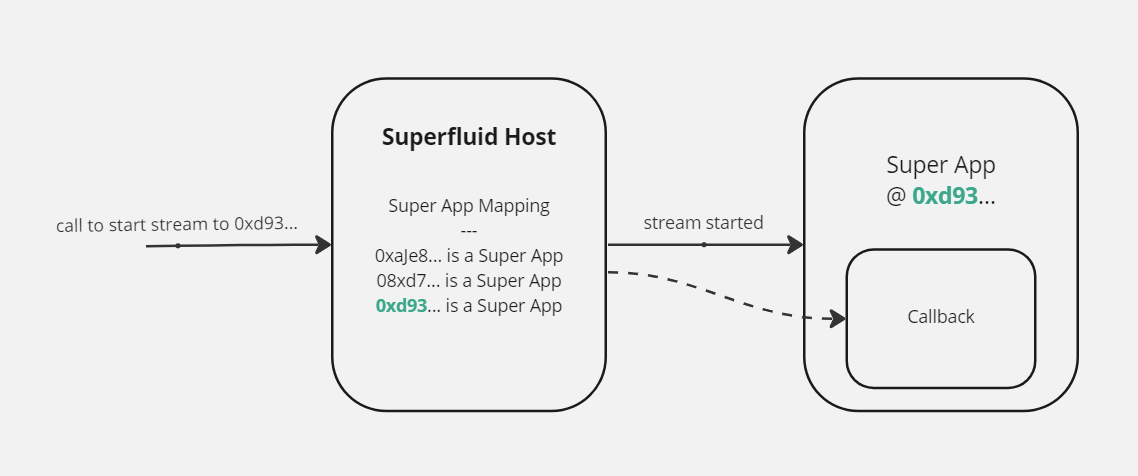 Superfluid Host
Super App Mapping
---
0xaJe8... is a Super App
08xd7... is a Super App
0xd93... is a Super App
call to start stream to 0xd93...
stream started
Super App
@ 0xd93...
Callback